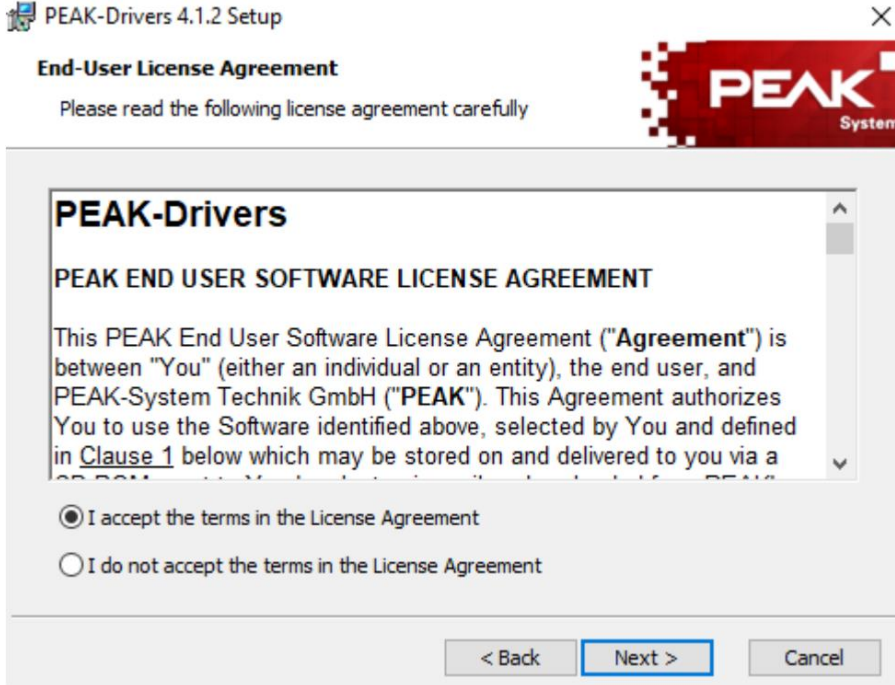 PEAK-Drivers 4.1.2 Setup
End-User License Agreement
Please read the following license agreement carefully
PEAK
System
PEAK-Drivers
PEAK END USER SOFTWARE LICENSE AGREEMENT
This PEAK End User Software License Agreement ("Agreement") is
between "You" (either an individual or an entity), the end user, and
PEAK-System Technik GmbH ("PEAK"). This Agreement authorizes
You to use the Software identified above, selected by You and defined
in Clause 1 below which may be stored on and delivered to you via a
I accept the terms in the License Agreement
I do not accept the terms in the License Agreement
< Back
Next >
Cancel